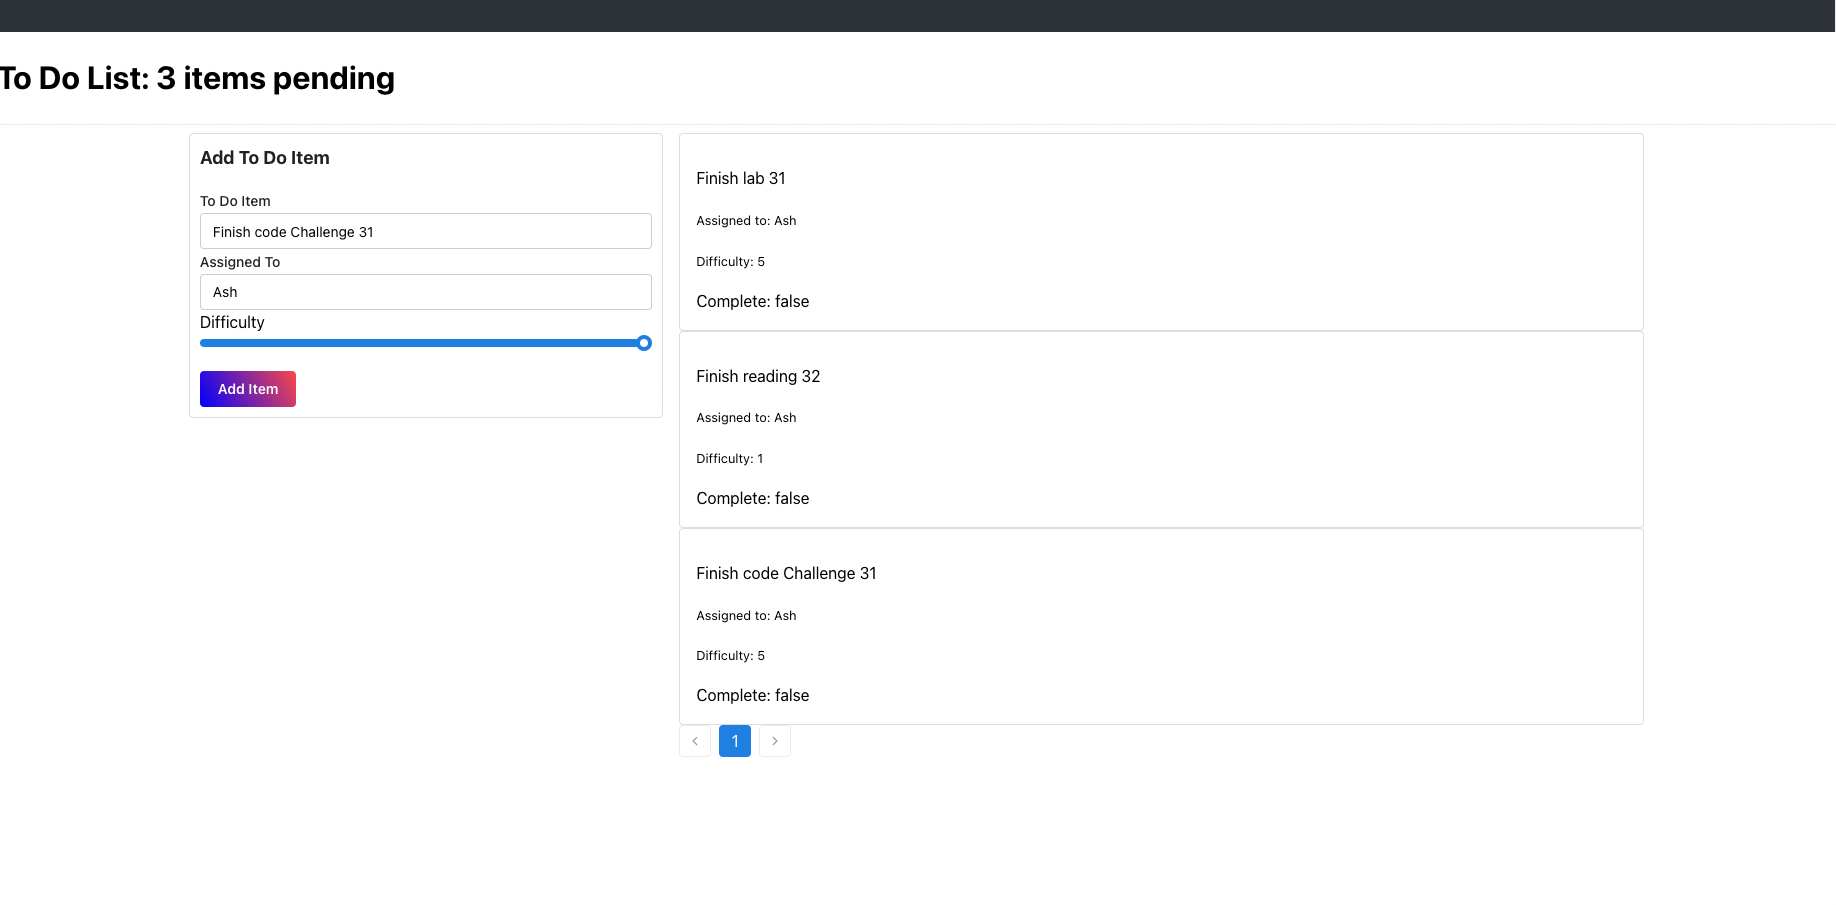 To Do List: 3 items pending
Add To Do Item
To Do Item
Finish code Challenge 31
Assigned To
Ash
Difficulty
Add Item
Finish lab 31
Assigned to: Ash
Difficulty: 5
Complete: false
Finish reading 32
Assigned to: Ash
Difficulty: 1
Complete: false
Finish code Challenge 31
Assigned to: Ash
Difficulty: 5
Complete: false
1